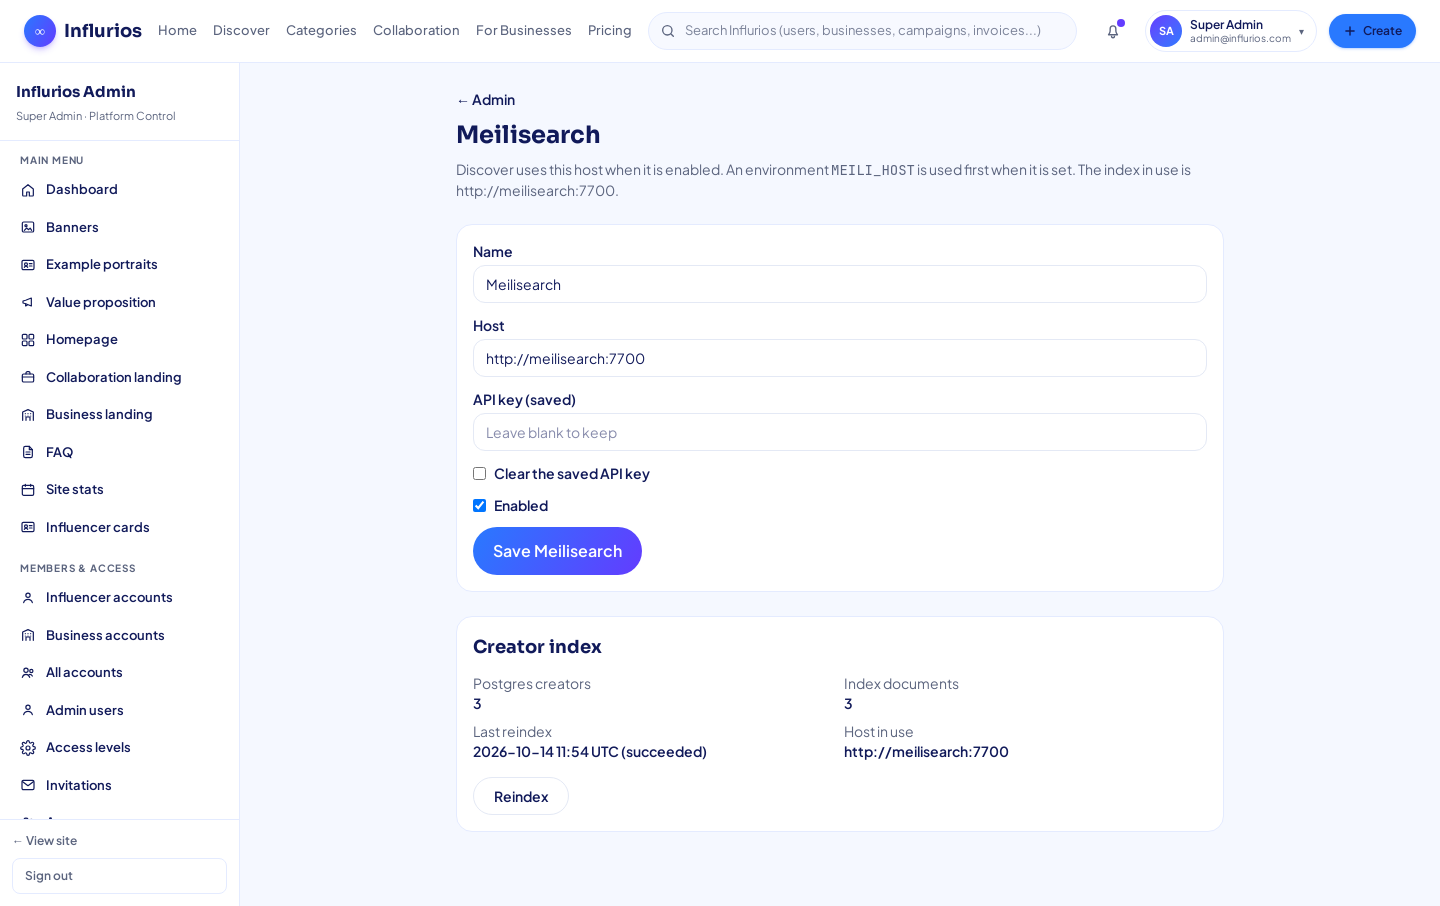 ∞ Influrios Home Discover Categories Collaboration For Businesses Pricing Search Influrios (users, businesses, campaigns, invoices...) SA Super Admin ▾ + Create
admin@influrios.com
Influrios Admin
Super Admin · Platform Control
MAIN MENU
Dashboard
Banners
Example portraits
Value proposition
Homepage
Collaboration landing
Business landing
FAQ
Site stats
Influencer cards
MEMBERS & ACCESS
Influencer accounts
Business accounts
All accounts
Admin users
Access levels
Invitations
← View site
Sign out
← Admin
Meilisearch
Discover uses this host when it is enabled. An environment MEILI_HOST is used first when it is set. The index in use is
http://meilisearch:7700.
Name
Meilisearch
Host
http://meilisearch:7700
API key (saved)
Leave blank to keep
Clear the saved API key
Enabled
Save Meilisearch
Creator index
Postgres creators Index documents
3 3
Last reindex Host in use
2026-10-14 11:54 UTC (succeeded) http://meilisearch:7700
Reindex